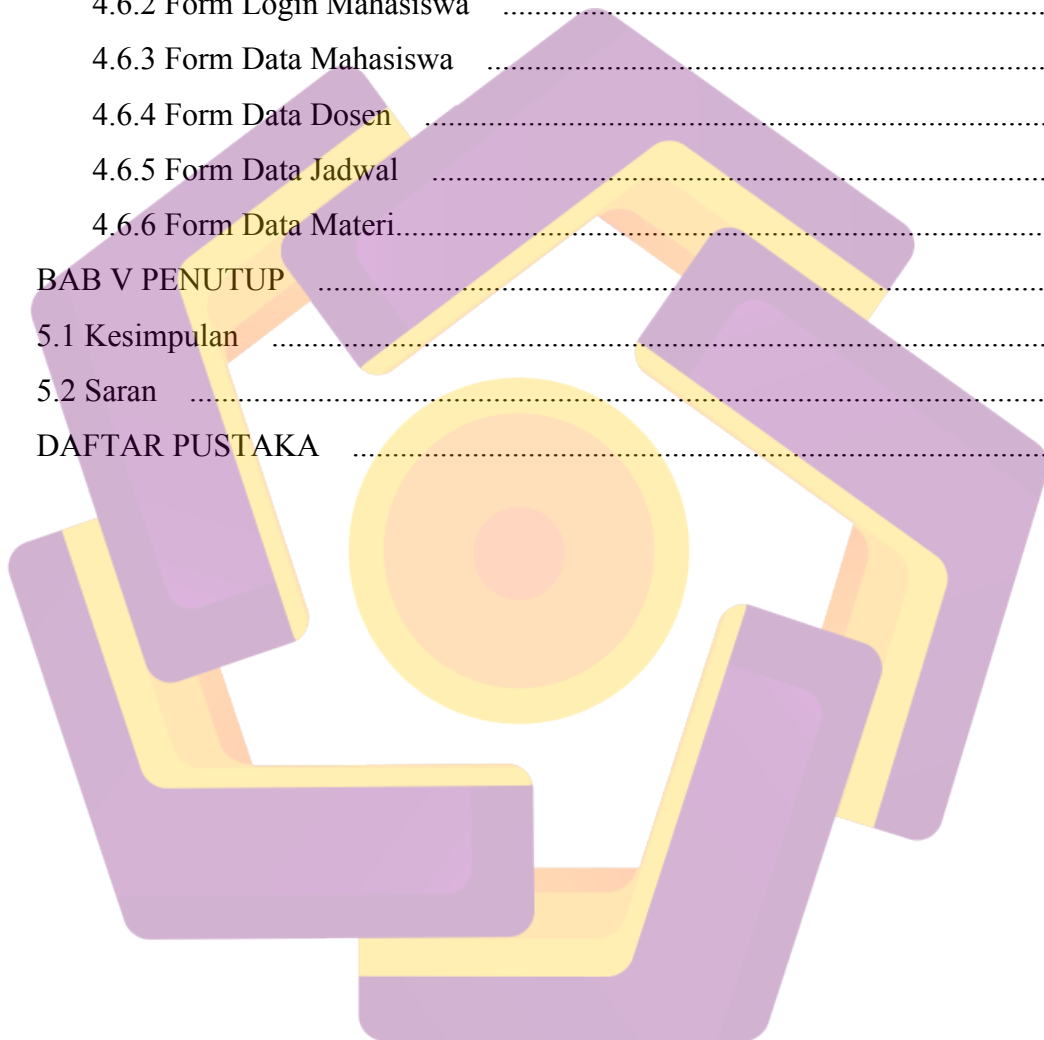 4.6.2 Form Login Mahasiswa ........................................................................
4.6.3 Form Data Mahasiswa ..........................................................................
4.6.4 Form Data Dosen ..................................................................................
4.6.5 Form Data Jadwal .................................................................................
4.6.6 Form Data Materi......................................................................................
BAB V PENUTUP ................................................................................................
5.1 Kesimpulan .....................................................................................................
5.2 Saran ................................................................................................................
DAFTAR PUSTAKA ............................................................................................